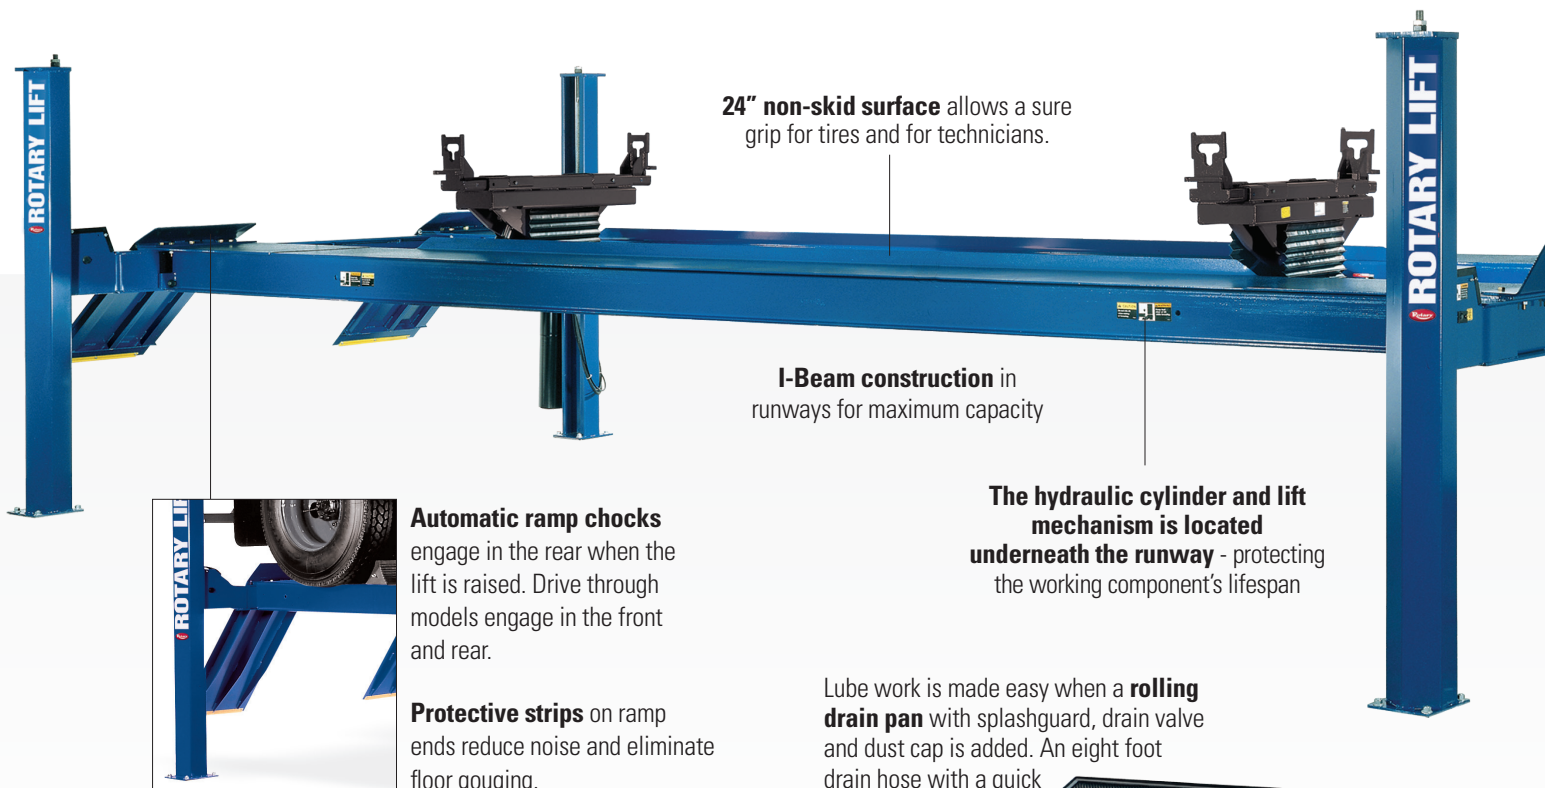 ROTARY LIFT
Rotary
24” non-skid surface allows a sure
grip for tires and for technicians.
ROTARY LIFT
Rotary
I-Beam construction in
runways for maximum capacity
The hydraulic cylinder and lift
mechanism is located
underneath the runway - protecting
the working component’s lifespan
ROTARY LIF
Automatic ramp chocks
engage in the rear when the
lift is raised. Drive through
models engage in the front
and rear.
Protective strips on ramp
ends reduce noise and eliminate
floor gouging.
Lube work is made easy when a rolling
drain pan with splashguard, drain valve
and dust cap is added. An eight foot
drain hose with a quick